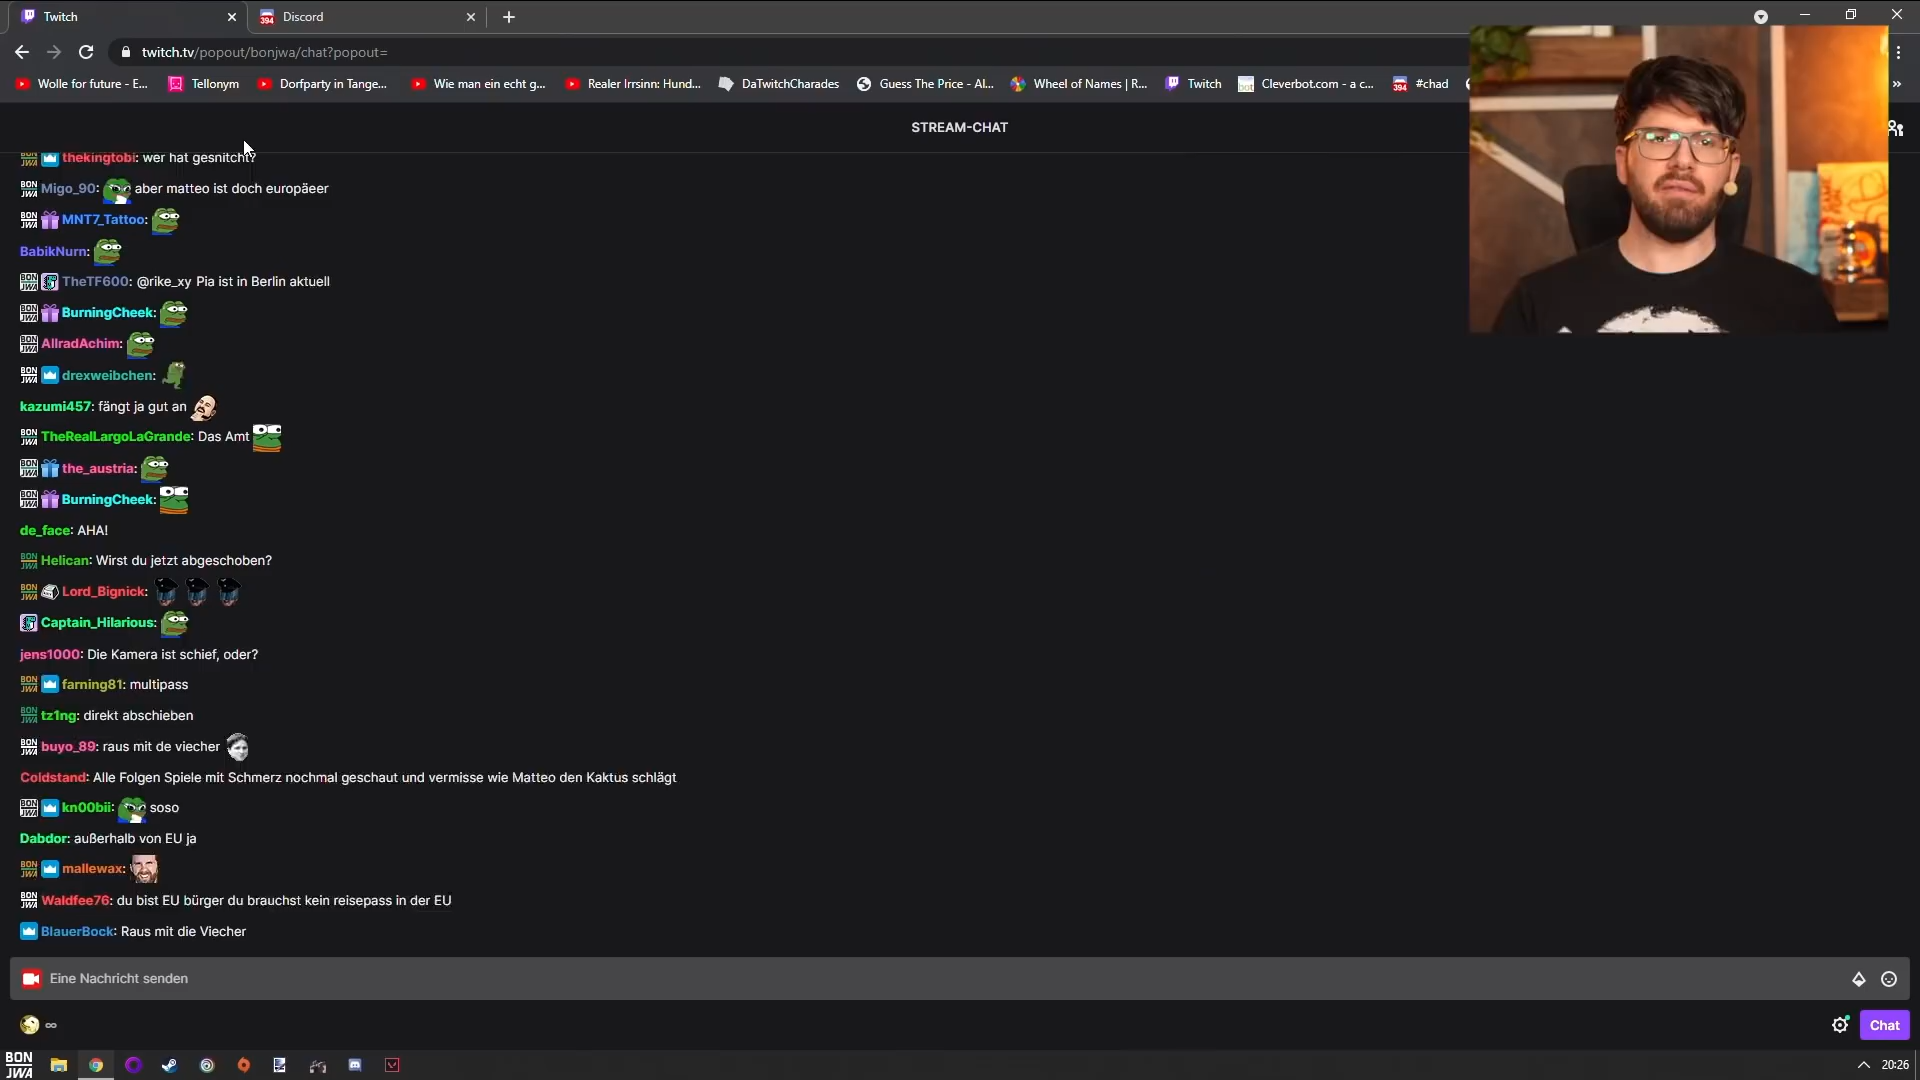 Twitch
Discord
twitch.tv/popout/bonjwa/chat?popout=
Wolle for future - E...
Tellonym
Dorfparty in Tange...
Wie man ein echt g...
Realer Irrsinn: Hund...
DaTwitchCharades
Guess The Price - Al...
Wheel of Names | R...
Twitch
Cleverbot.com - a c...
#chad
STREAM-CHAT
thekingtobi: wer hat gesnitcht?
Migo_90: aber matteo ist doch europäeer
MNT7_Tattoo:
BabikNurn:
TheTF600: @rike_xy Pia ist in Berlin aktuell
BurningCheek:
AllradAchim:
drexweibchen:
kazumi457: fängt ja gut an
TheRealLargoLaGrande: Das Amt
the_austria:
BurningCheek:
de_face: AHA!
Helican: Wirst du jetzt abgeschoben?
Lord_Bignick:
Captain_Hilarious:
jens1000: Die Kamera ist schief, oder?
farning81: multipass
tz1ng: direkt abschieben
buyo_89: raus mit de viecher
Coldstand: Alle Folgen Spiele mit Schmerz nochmal geschaut und vermisse wie Matteo den Kaktus schlägt
kn00bii: soso
Dabdor: außerhalb von EU ja
mallewax:
Waldfee76: du bist EU bürger du brauchst kein reisepass in der EU
BlauerBock: Raus mit die Viecher
Eine Nachricht senden
Chat
BON
JWA
20:26